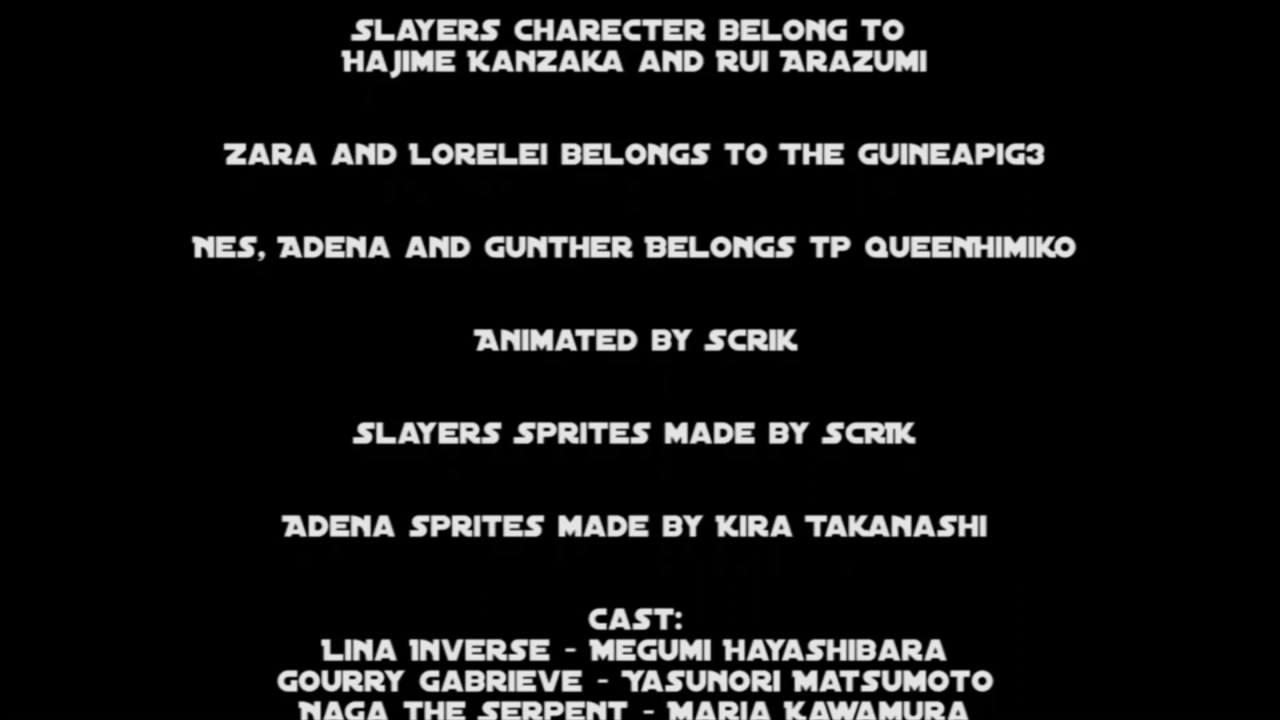 Slayers charecter belong to
Hajime Kanzaka and Rui Arazumi
Zara and Lorelei belongs to the guineapig3
Nes, Adena and Gunther Belongs tp QueenHimiko
Animated by Scrik
Slayers Sprites made by Scrik
Adena Sprites made by Kira Takanashi
Cast:
Lina Inverse - Megumi Hayashibara
Gourry Gabrieve - Yasunori Matsumoto
Naga the Serpent - Maria Kawamura